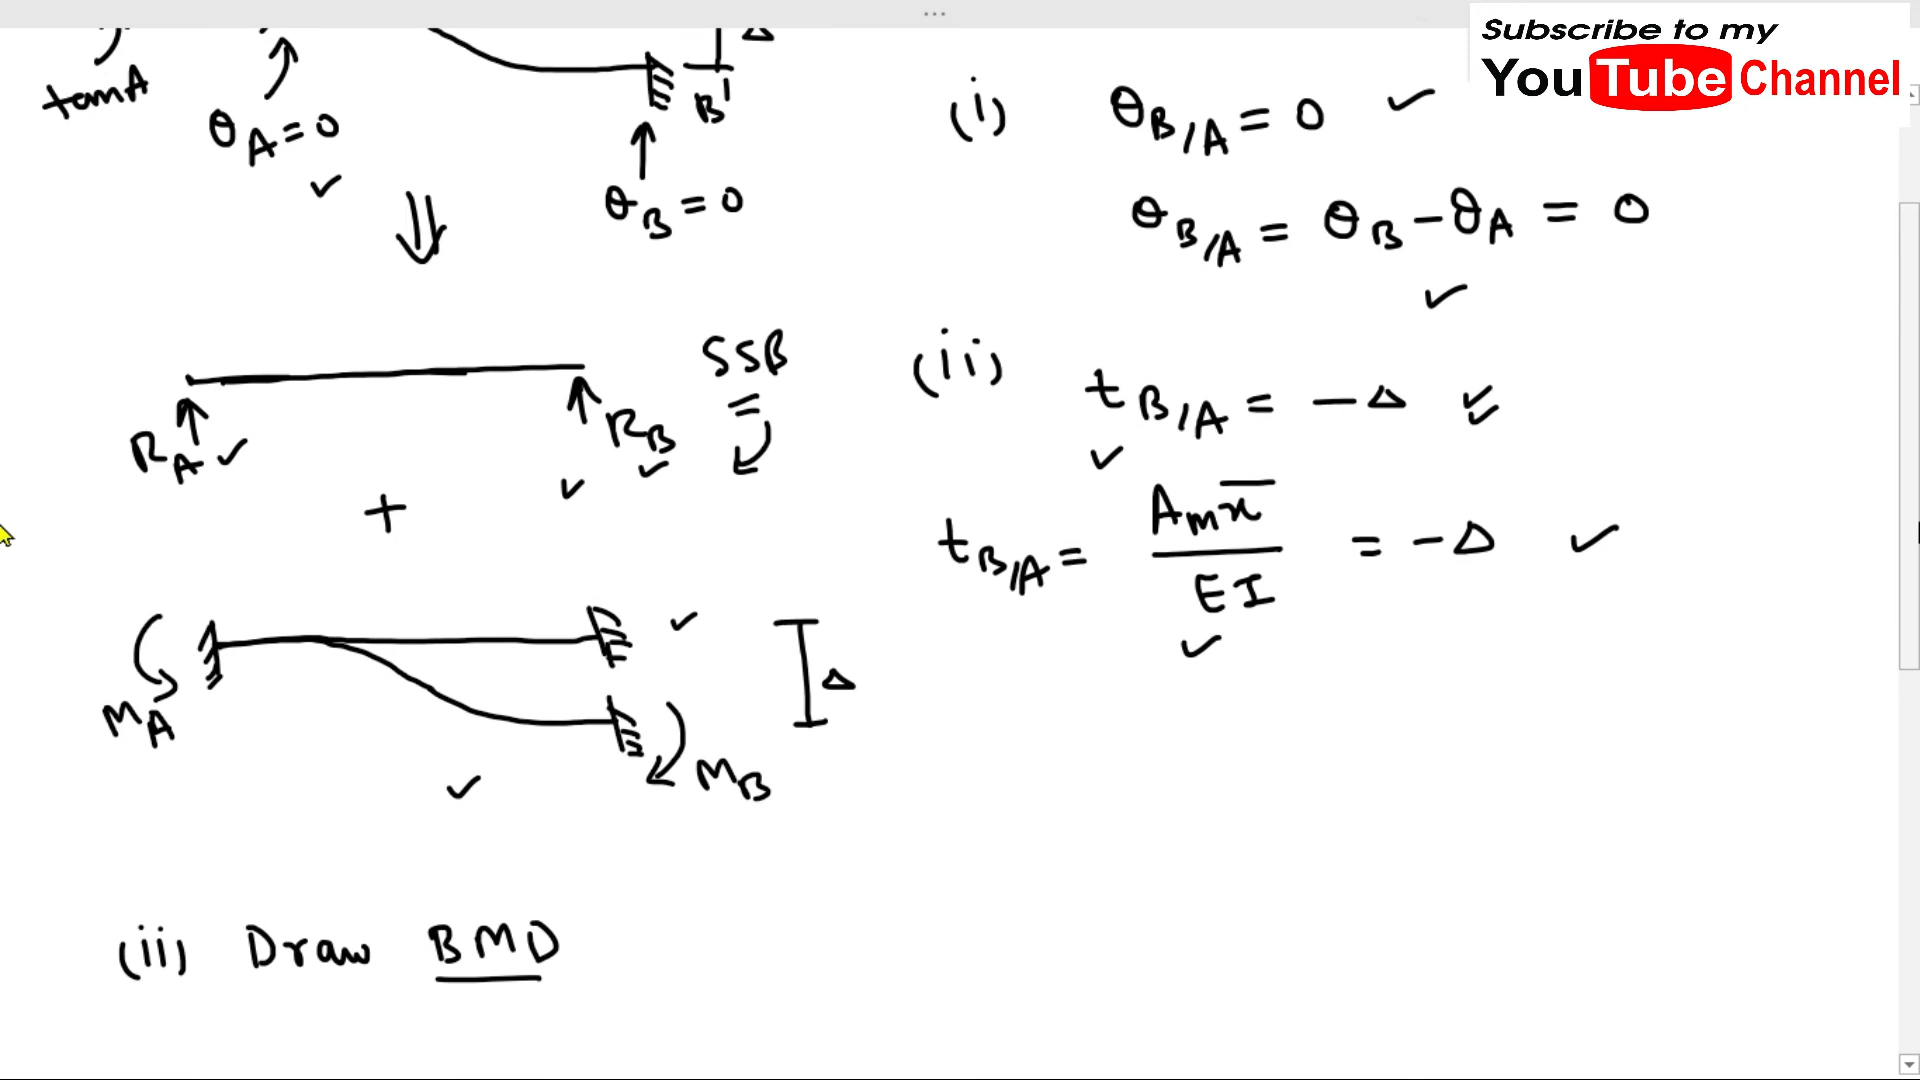 Subscribe to my
YouTube Channel
tanA
θA = 0
B'
Δ
θB = 0
(i) θB/A = 0
θB/A = θB - θA = 0
SSB
RA
RB
+
(ii) tB/A = -Δ
tB/A = Am x̄ / EI = -Δ
MA
Δ
MB
(ii) Draw BMD